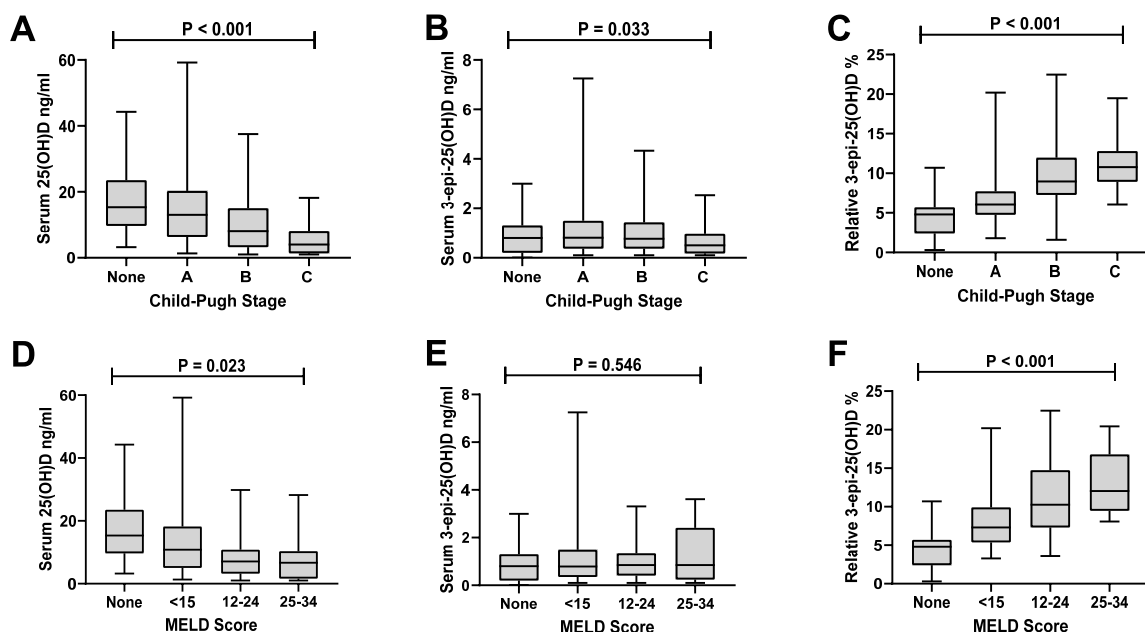 A
P < 0.001
Serum 25(OH)D ng/ml
60
40
20
0
None A B C
Child-Pugh Stage
B
P = 0.033
Serum 3-epi-25(OH)D ng/ml
8
6
4
2
0
None A B C
Child-Pugh Stage
C
P < 0.001
Relative 3-epi-25(OH)D %
25
20
15
10
5
0
None A B C
Child-Pugh Stage
D
P = 0.023
Serum 25(OH)D ng/ml
60
40
20
0
None <15 12-24 25-34
MELD Score
E
P = 0.546
Serum 3-epi-25(OH)D ng/ml
8
6
4
2
0
None <15 12-24 25-34
MELD Score
F
P < 0.001
Relative 3-epi-25(OH)D %
25
20
15
10
5
0
None <15 12-24 25-34
MELD Score